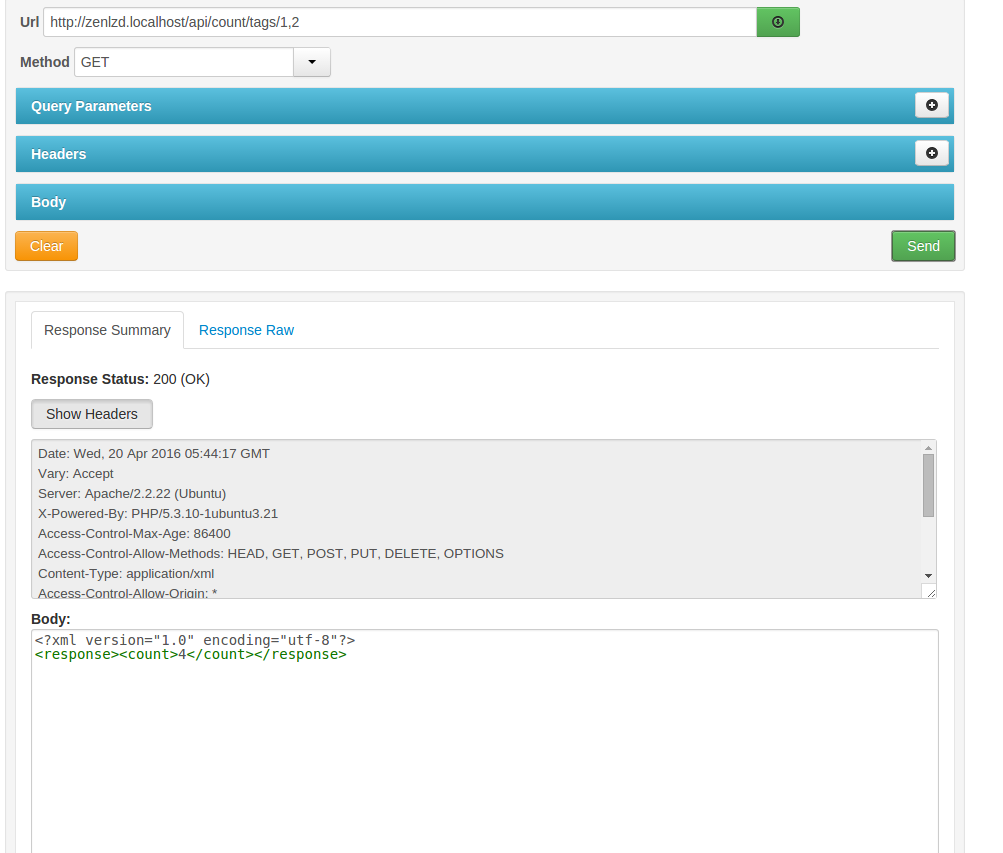 Url http://zenlzd.localhost/api/count/tags/1,2
Method GET
Query Parameters
Headers
Body
Clear Send
Response Summary Response Raw
Response Status: 200 (OK)
Show Headers
Date: Wed, 20 Apr 2016 05:44:17 GMT
Vary: Accept
Server: Apache/2.2.22 (Ubuntu)
X-Powered-By: PHP/5.3.10-1ubuntu3.21
Access-Control-Max-Age: 86400
Access-Control-Allow-Methods: HEAD, GET, POST, PUT, DELETE, OPTIONS
Content-Type: application/xml
Access-Control-Allow-Origin: *
Body:
<?xml version="1.0" encoding="utf-8"?>
<response><count>4</count></response>